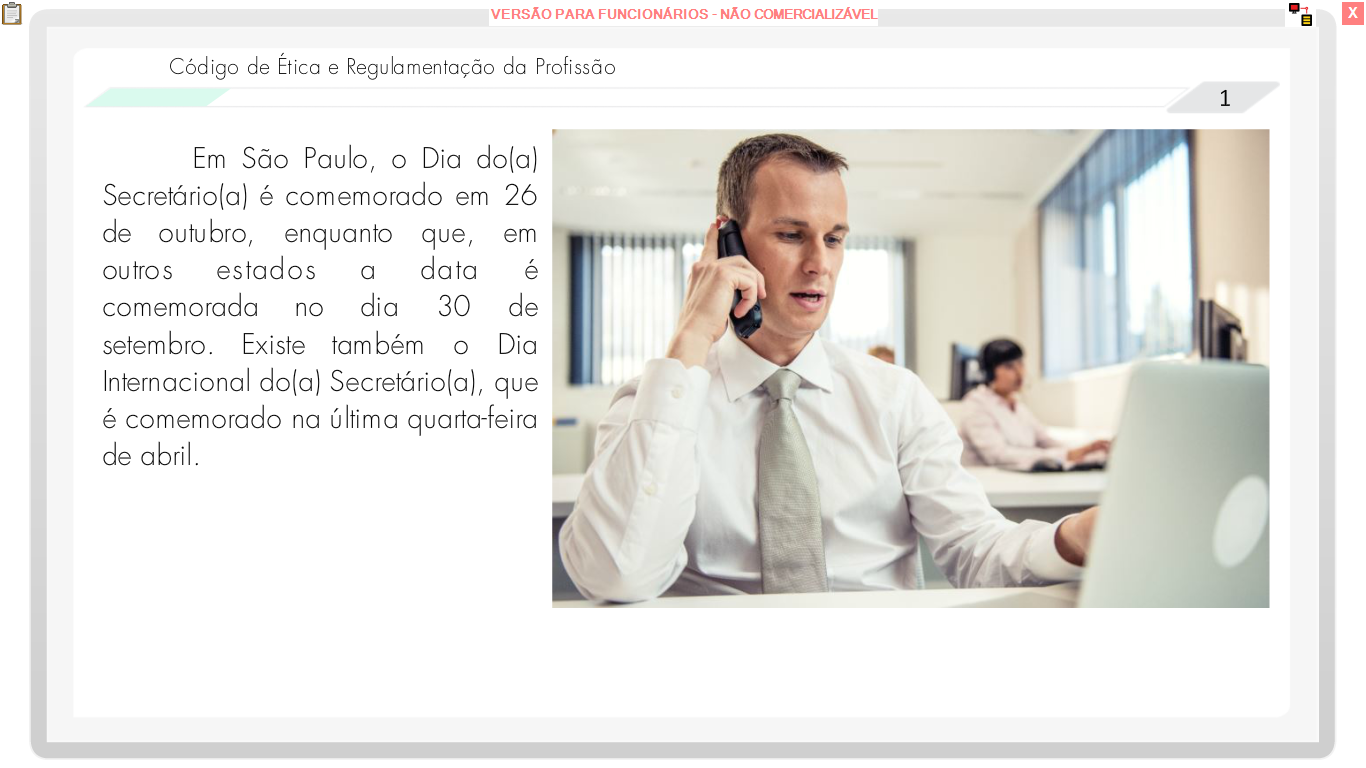 VERSÃO PARA FUNCIONÁRIOS - NÃO COMERCIALIZÁVEL
X
Código de Ética e Regulamentação da Profissão
1
Em São Paulo, o Dia do(a)
Secretário(a) é comemorado em 26
de outubro, enquanto que, em
outros estados a data é
comemorada no dia 30 de
setembro. Existe também o Dia
Internacional do(a) Secretário(a), que
é comemorado na última quarta-feira
de abril.